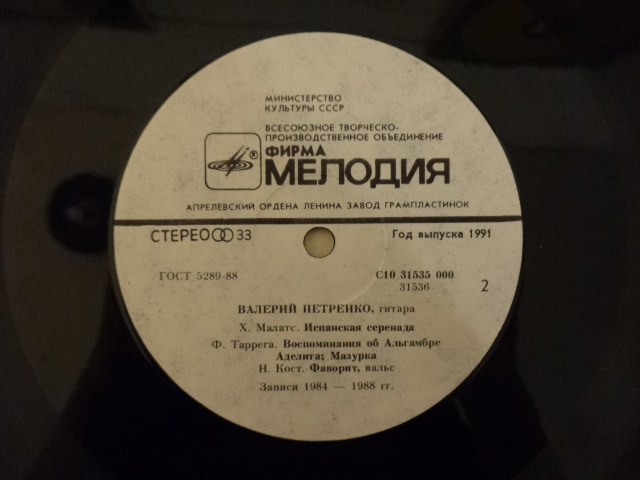 МИНИСТЕРСТВО
КУЛЬТУРЫ СССР
ВСЕСОЮЗНОЕ ТВОРЧЕСКО-
ПРОИЗВОДСТВЕННОЕ ОБЪЕДИНЕНИЕ
® ФИРМА
МЕЛОДИЯ
АПРЕЛЕВСКИЙ ОРДЕНА ЛЕНИНА ЗАВОД ГРАМПЛАСТИНОК
СТЕРЕО 33
Год выпуска 1991
ГОСТ 5289-88
С10 31535 000
31536
2
ВАЛЕРИЙ ПЕТРЕНКО, гитара
Х. Малатс. Испанская серенада
Ф. Таррега. Воспоминания об Альгамбре
Аделита; Мазурка
Н. Кост. Фаворит, вальс
Записи 1984 — 1988 гг.